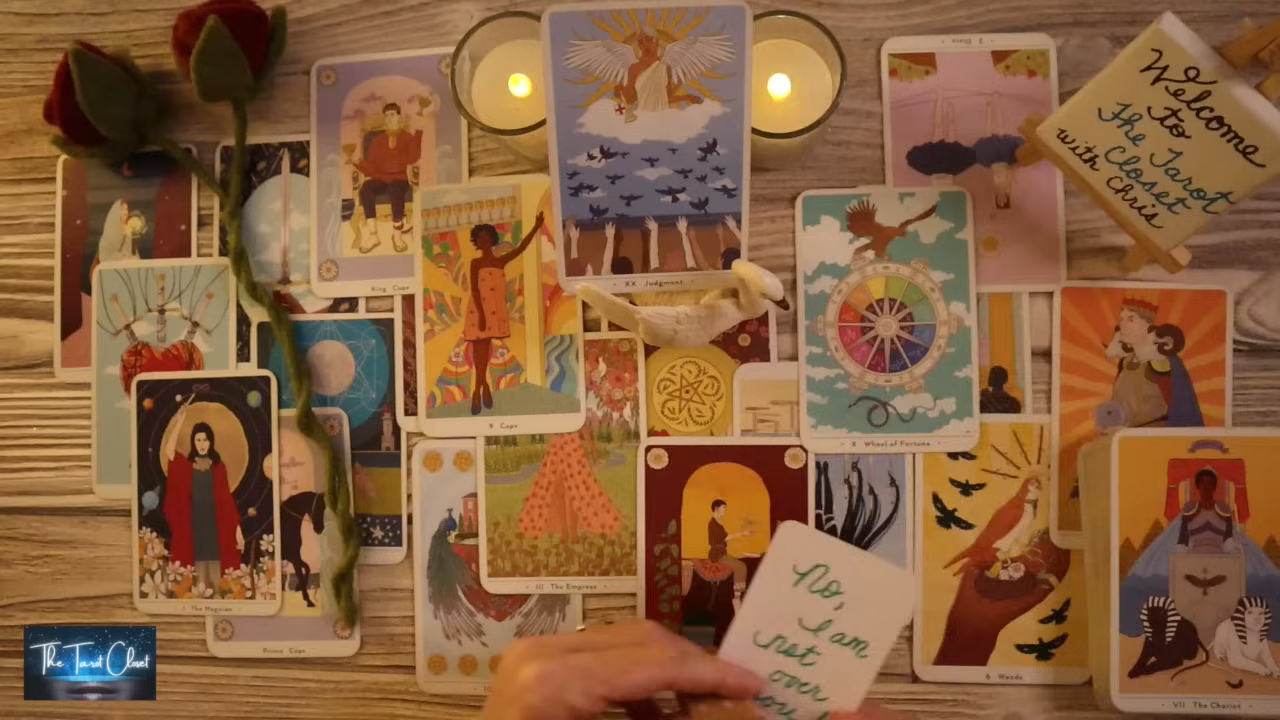 King Cups
9 Cups
XX Judgment
Welcome
to
The Tarot
Closet
with Chris
X Wheel of Fortune
I The Magician
III The Empress
6 Wands
VII The Chariot
No,
I am
not
over
The Tarot Closet